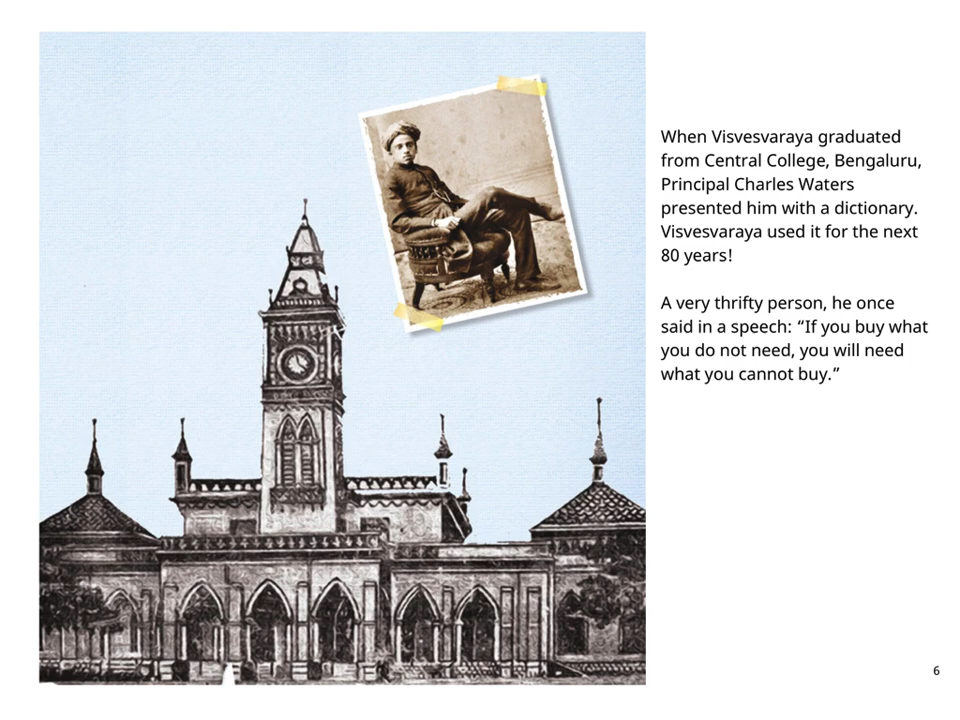 When Visvesvaraya graduated
from Central College, Bengaluru,
Principal Charles Waters
presented him with a dictionary.
Visvesvaraya used it for the next
80 years!
A very thrifty person, he once
said in a speech: “If you buy what
you do not need, you will need
what you cannot buy.”
6